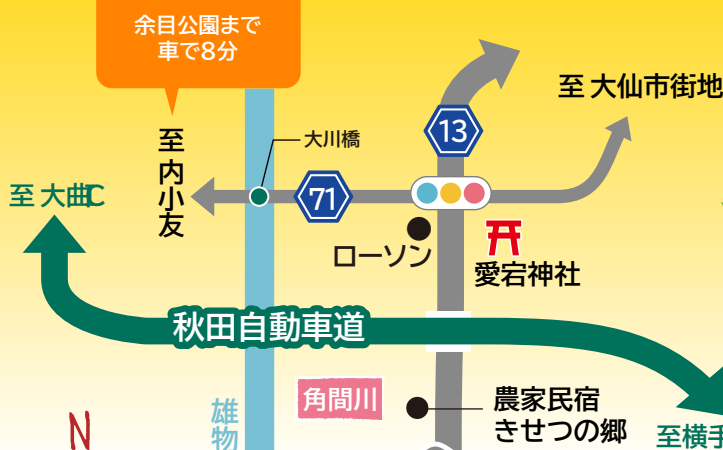 余目公園まで
車で8分
至 大仙市街地
13
大川橋
至 内小友
71
至 大曲IC
ローソン
愛宕神社
秋田自動車道
角間川
農家民宿
きせつの郷
雄物
至横手
N